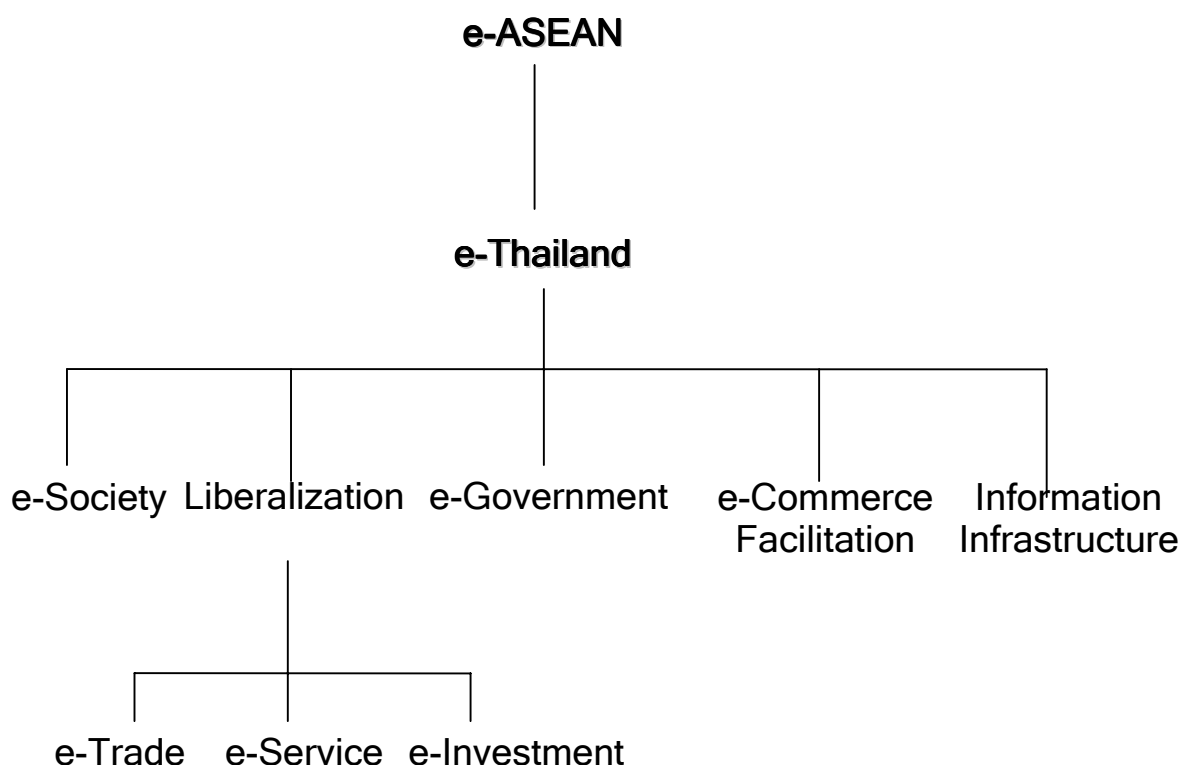 e-ASEAN
e-Thailand
e-Society
Liberalization
e-Government
e-Commerce
Facilitation
Information
Infrastructure
e-Trade
e-Service
e-Investment